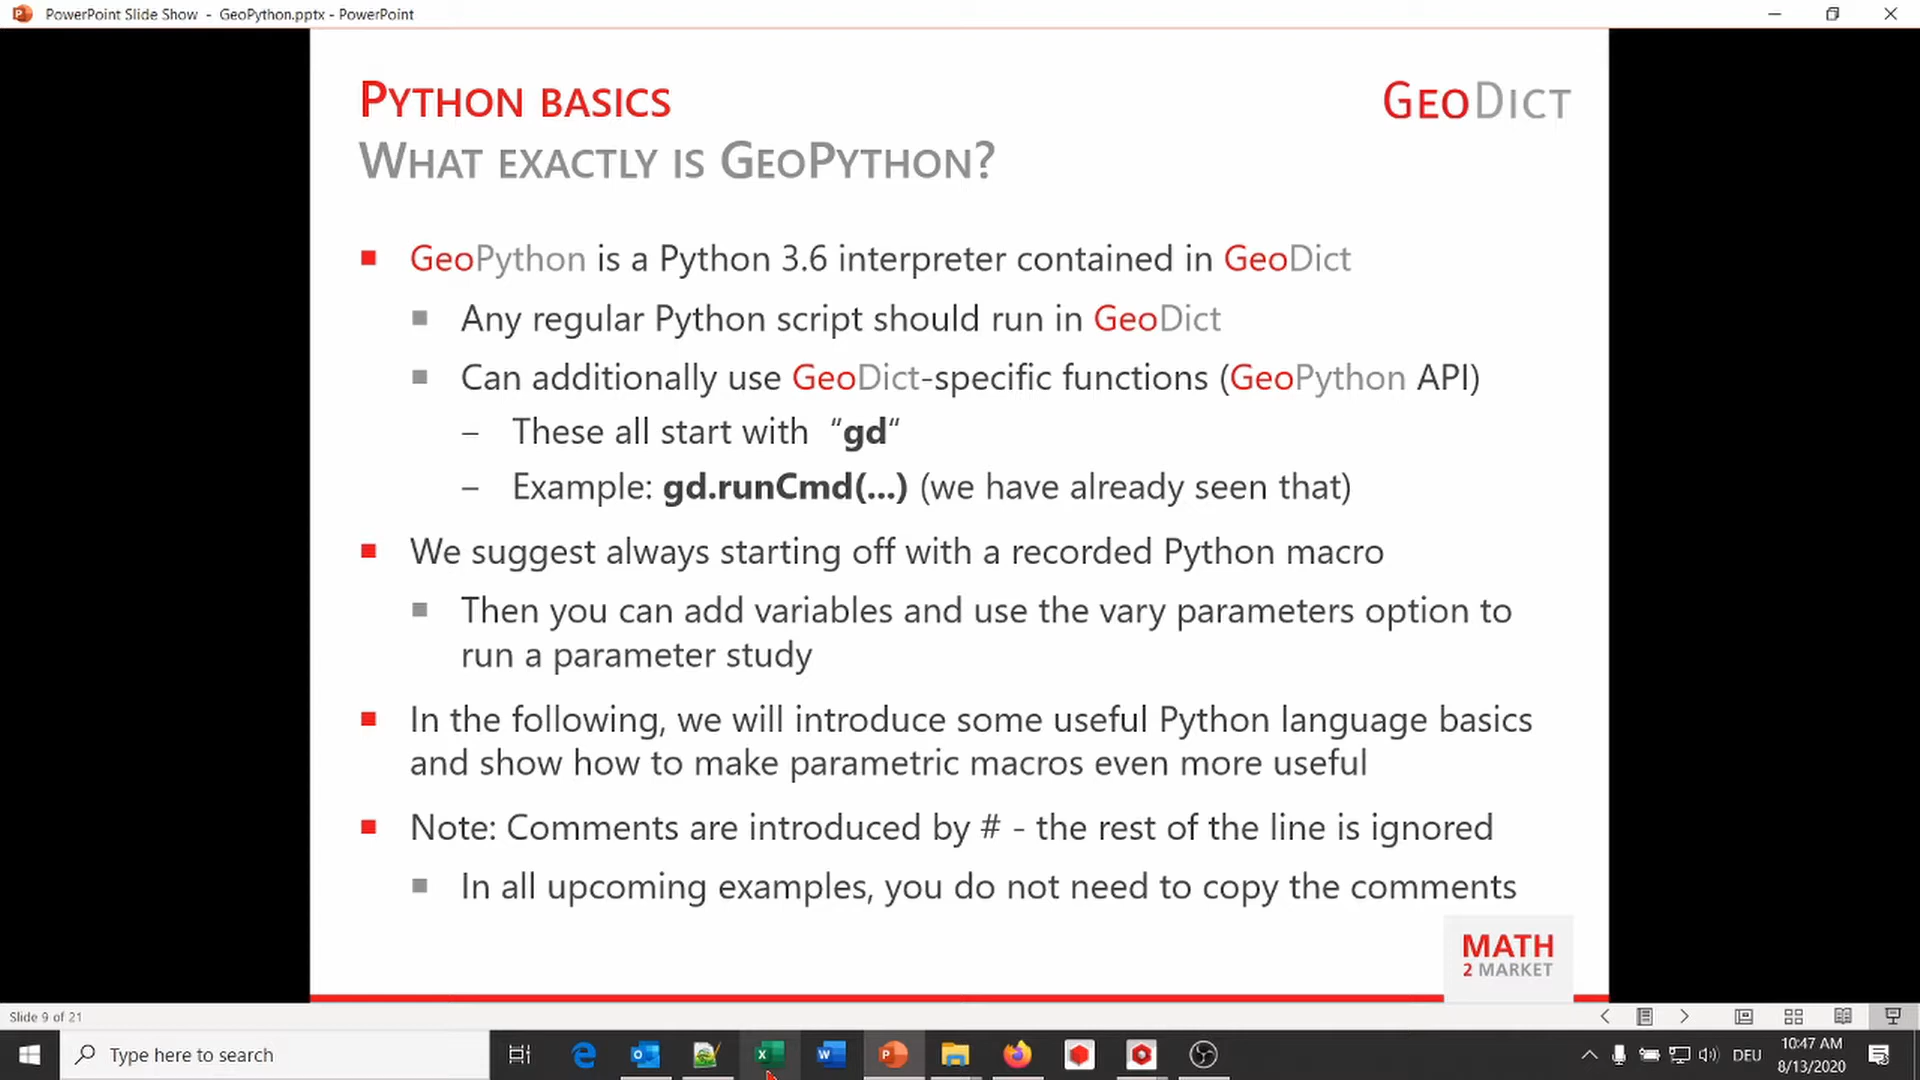 PowerPoint Slide Show - GeoPython.pptx - PowerPoint
PYTHON BASICS
GEODICT
WHAT EXACTLY IS GEOPYTHON?
GeoPython is a Python 3.6 interpreter contained in GeoDict
Any regular Python script should run in GeoDict
Can additionally use GeoDict-specific functions (GeoPython API)
– These all start with “gd“
– Example: gd.runCmd(...) (we have already seen that)
We suggest always starting off with a recorded Python macro
Then you can add variables and use the vary parameters option to
run a parameter study
In the following, we will introduce some useful Python language basics
and show how to make parametric macros even more useful
Note: Comments are introduced by # - the rest of the line is ignored
In all upcoming examples, you do not need to copy the comments
MATH
2 MARKET
Slide 9 of 21
Type here to search
DEU
10:47 AM
8/13/2020